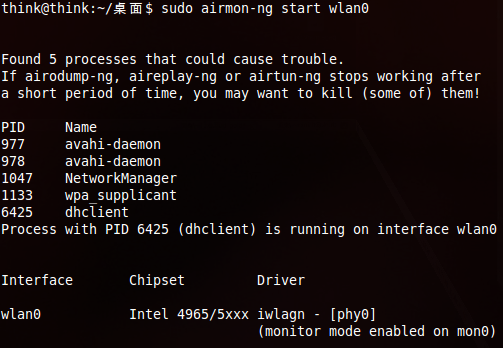 think@think:~/桌面$ sudo airmon-ng start wlan0
Found 5 processes that could cause trouble.
If airodump-ng, aireplay-ng or airtun-ng stops working after
a short period of time, you may want to kill (some of) them!
PID     Name
977     avahi-daemon
978     avahi-daemon
1047    NetworkManager
1133    wpa_supplicant
6425    dhclient
Process with PID 6425 (dhclient) is running on interface wlan0
Interface       Chipset         Driver
wlan0           Intel 4965/5xxx iwlagn - [phy0]
                                (monitor mode enabled on mon0)